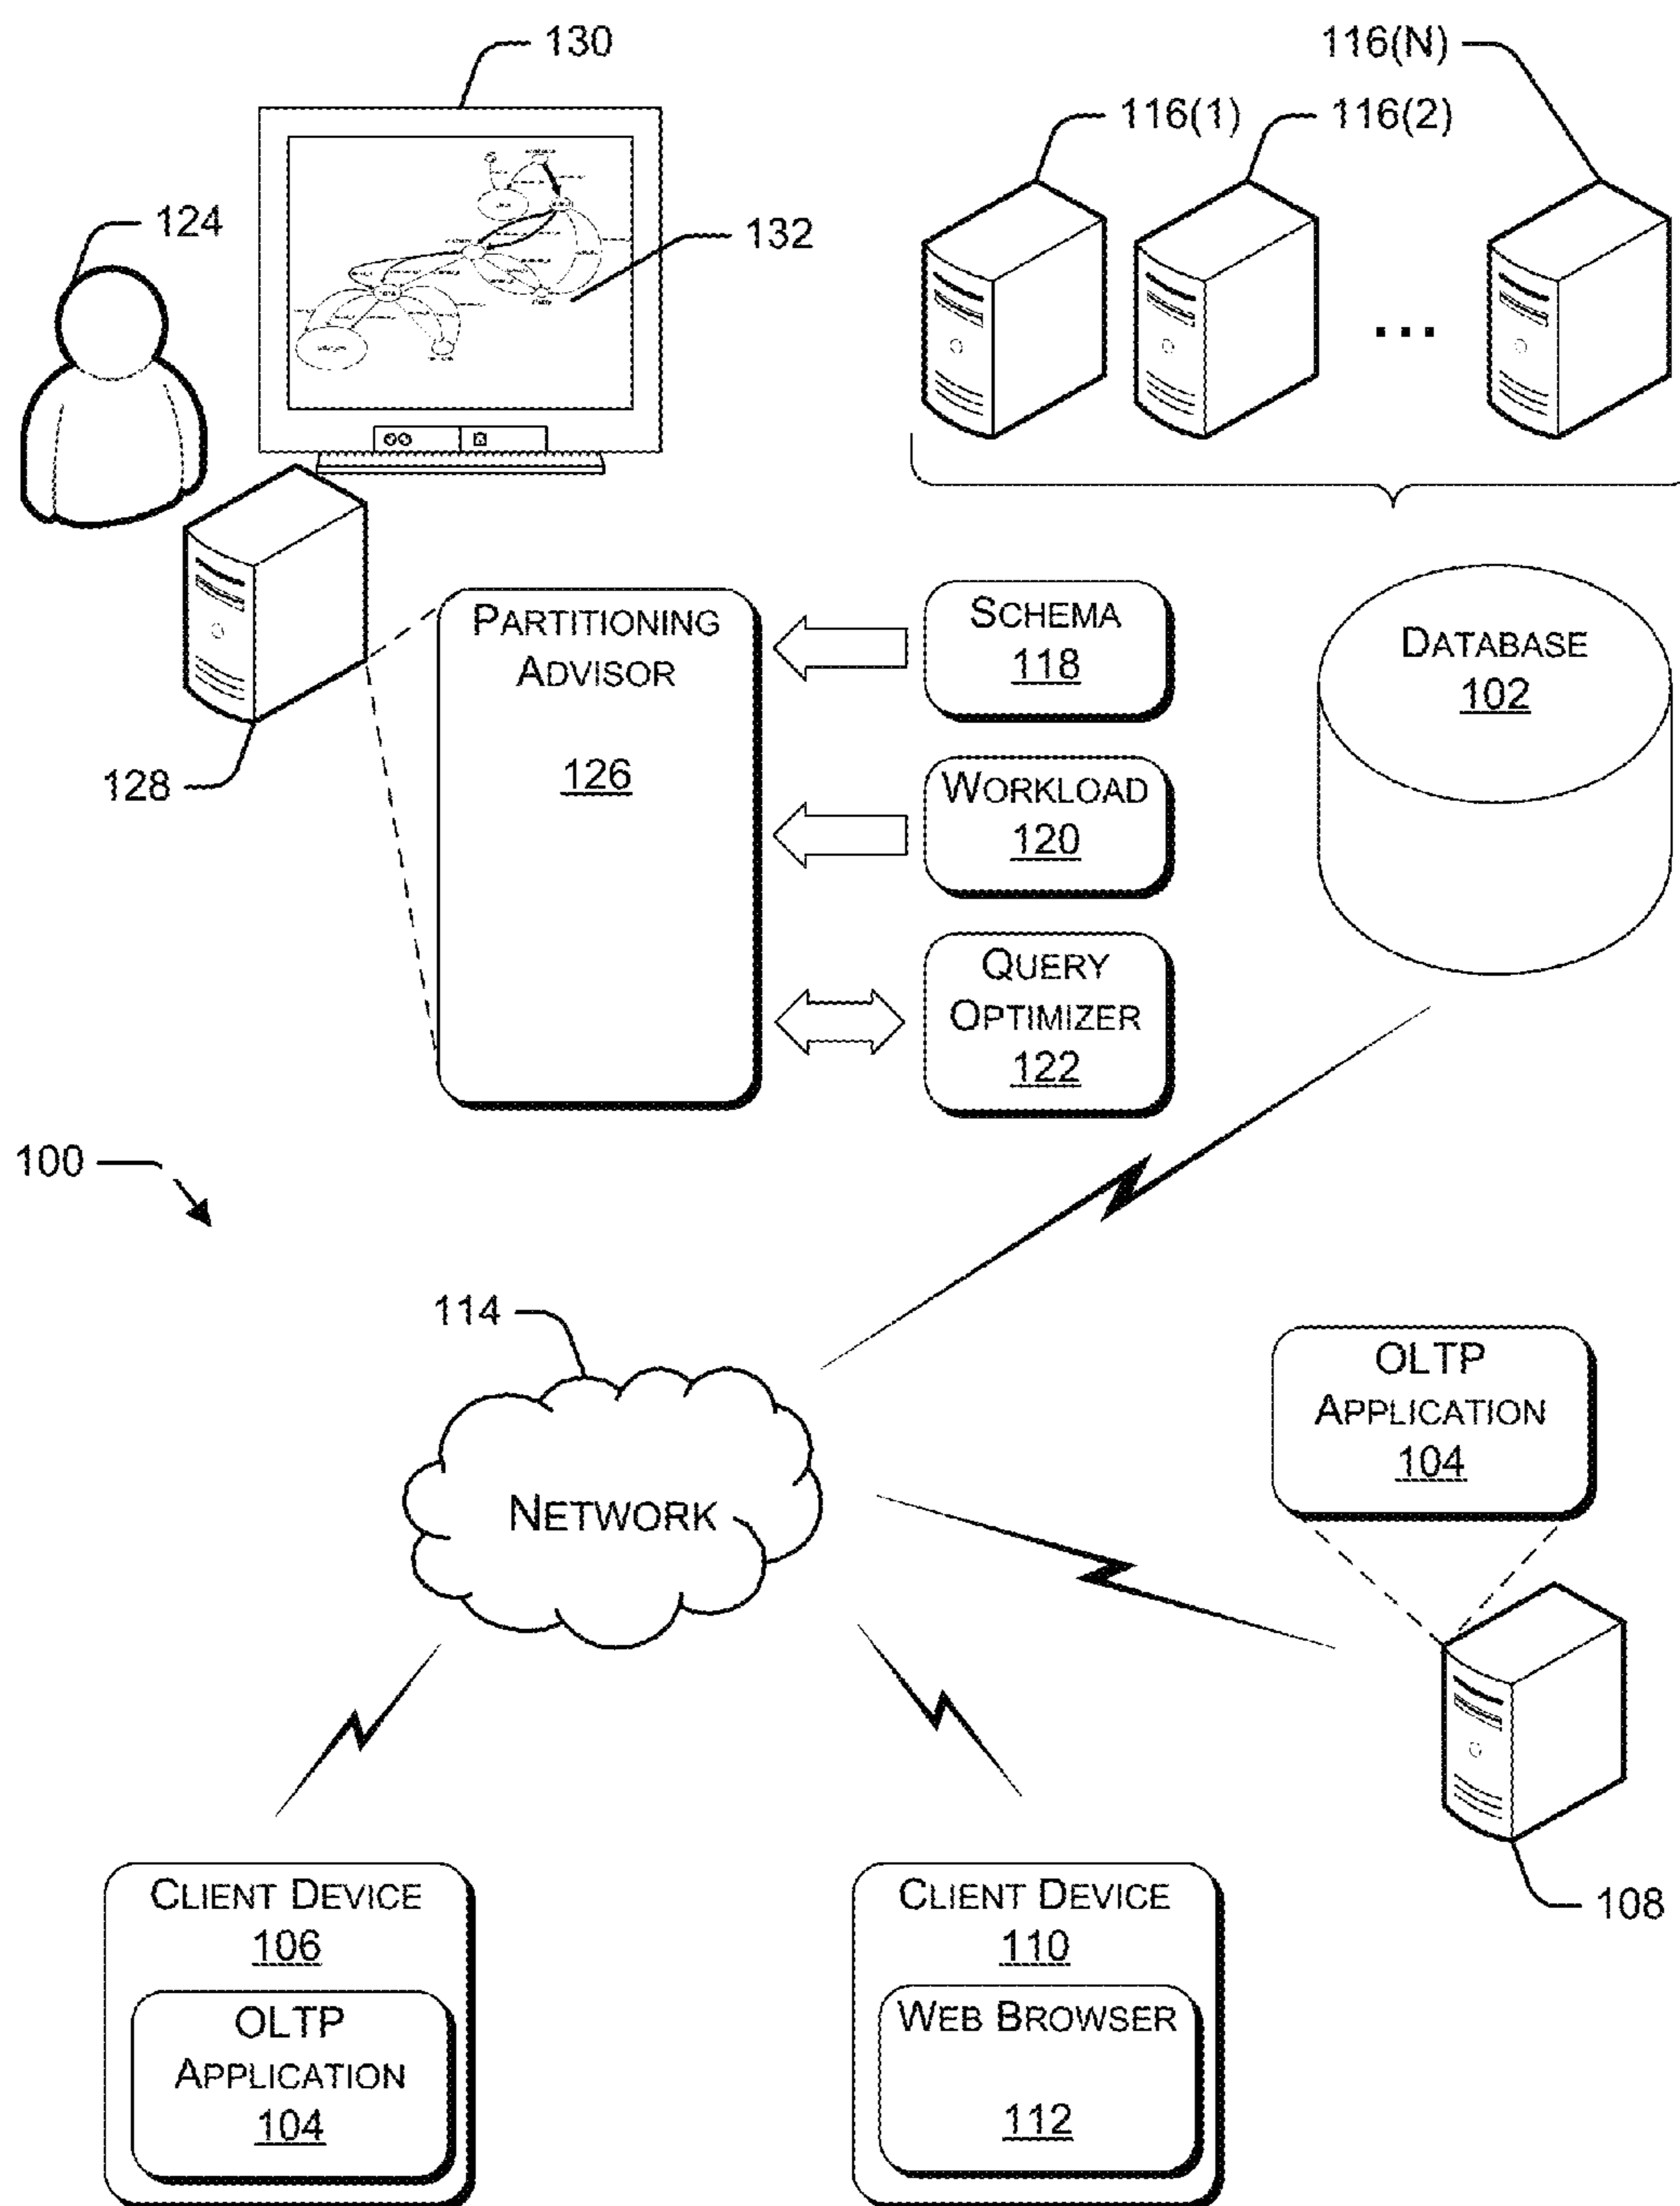 130
116(N)
116(1)
116(2)
124
132
128
PARTITIONING
ADVISOR
126
SCHEMA
118
WORKLOAD
120
QUERY
OPTIMIZER
122
DATABASE
102
100
114
NETWORK
OLTP
APPLICATION
104
108
CLIENT DEVICE
106
OLTP
APPLICATION
104
CLIENT DEVICE
110
WEB BROWSER
112